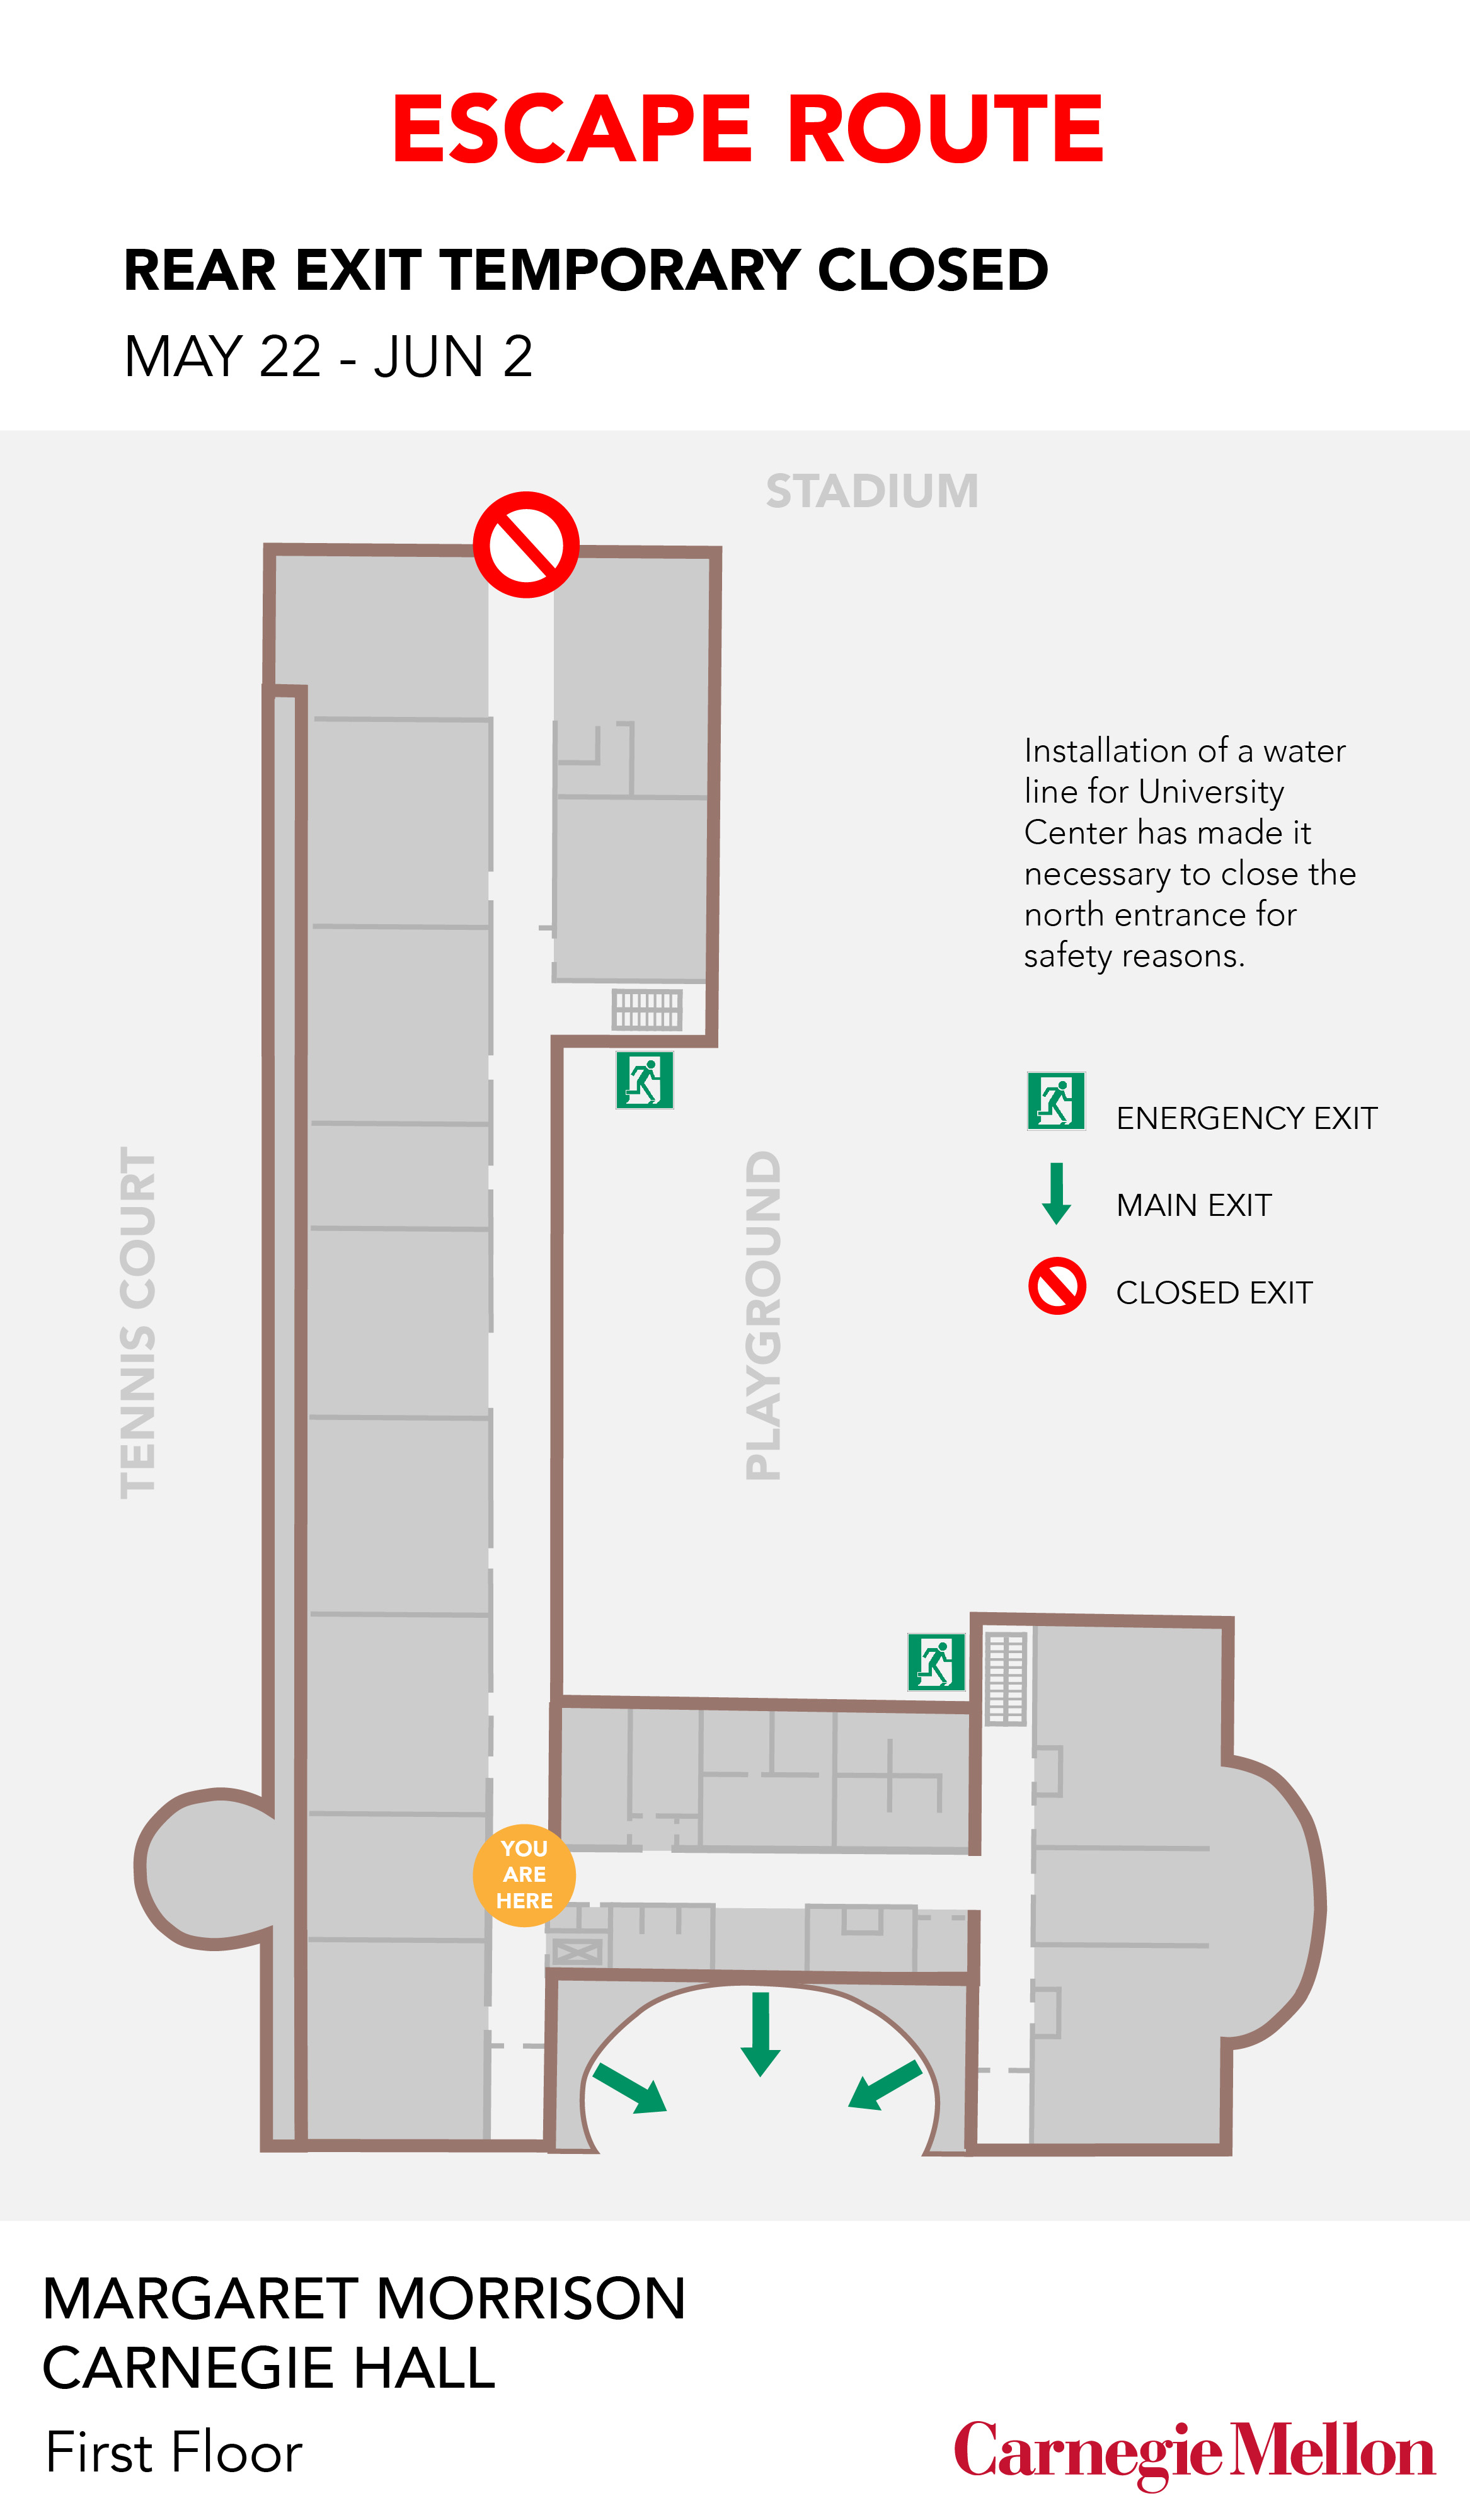 ESCAPE ROUTE
REAR EXIT TEMPORARY CLOSED
MAY 22 - JUN 2
STADIUM
Installation of a water
line for University
Center has made it
necessary to close the
north entrance for
safety reasons.
ENERGENCY EXIT
MAIN EXIT
CLOSED EXIT
TENNIS COURT
PLAYGROUND
YOU
ARE
HERE
MARGARET MORRISON
CARNEGIE HALL
First Floor
Carnegie Mellon